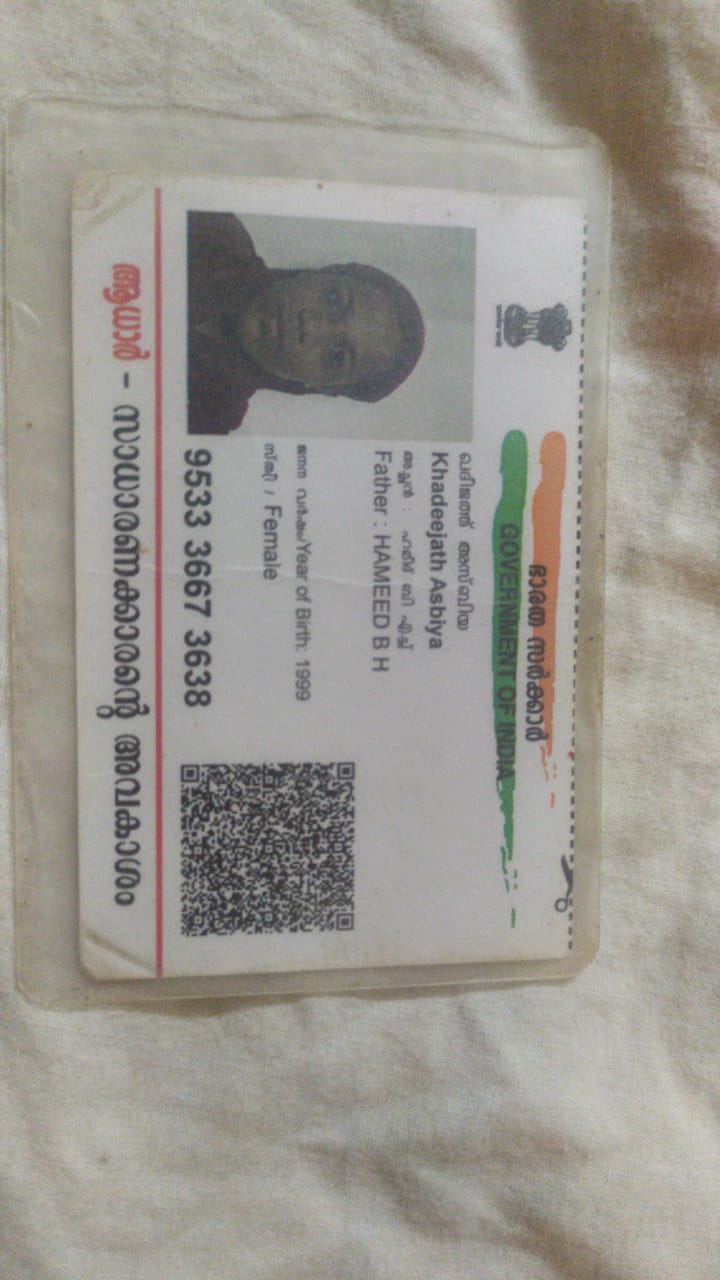 ഭാരത സർക്കാർ
GOVERNMENT OF INDIA
ഖദീജത്ത് അസ്ബിയ
Khadeejath Asbiya
അച്ഛൻ : ഹമീദ് ബി എച്ച്
Father : HAMEED B H
ജനന വർഷം/Year of Birth: 1999
സ്ത്രീ / Female
9533 3667 3638
ആധാർ – സാധാരണക്കാരന്റെ അവകാശം